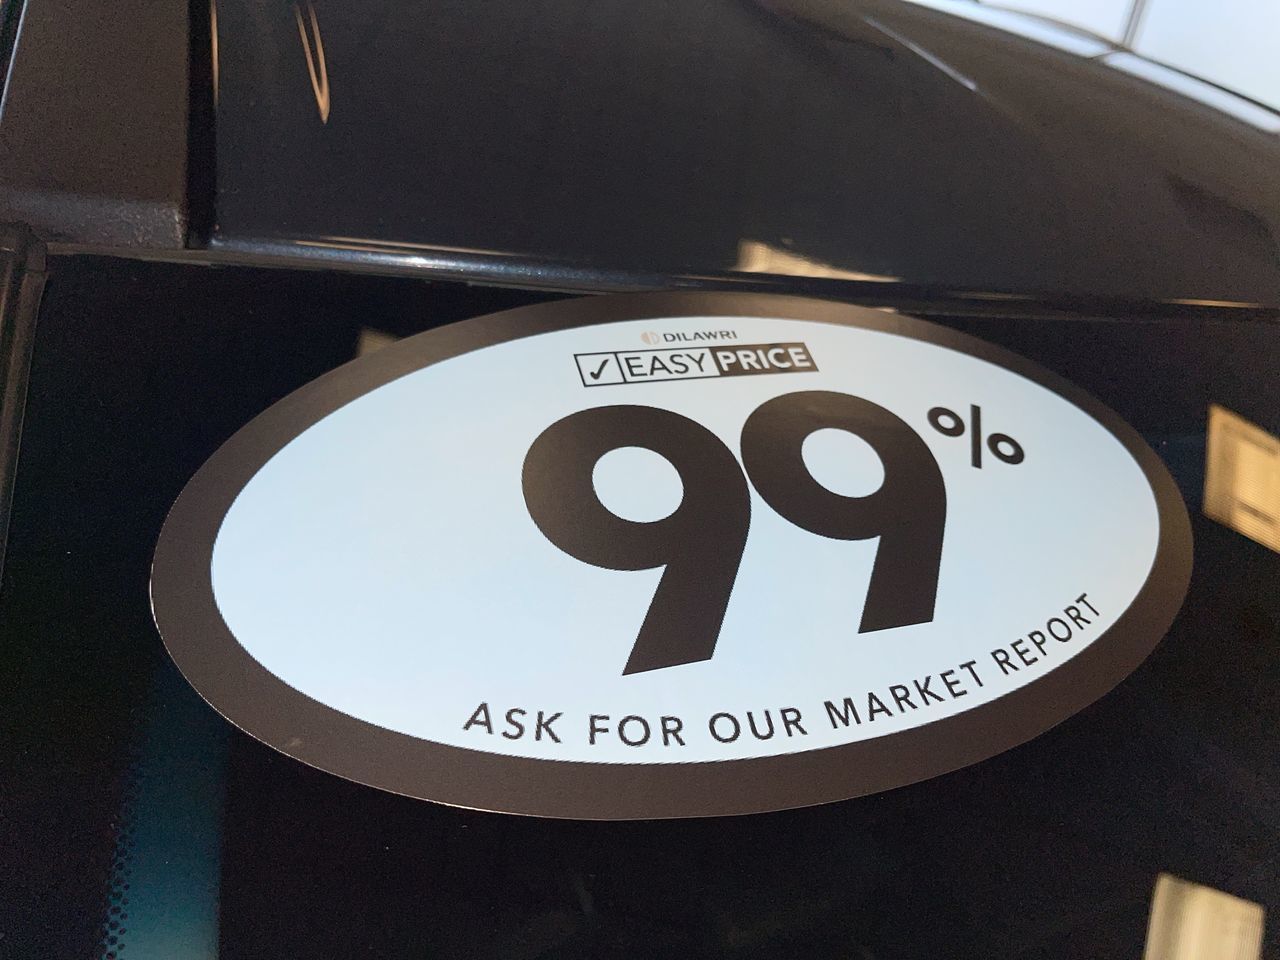 DILAWRI
✓ EASY PRICE
99%
ASK FOR OUR MARKET REPORT